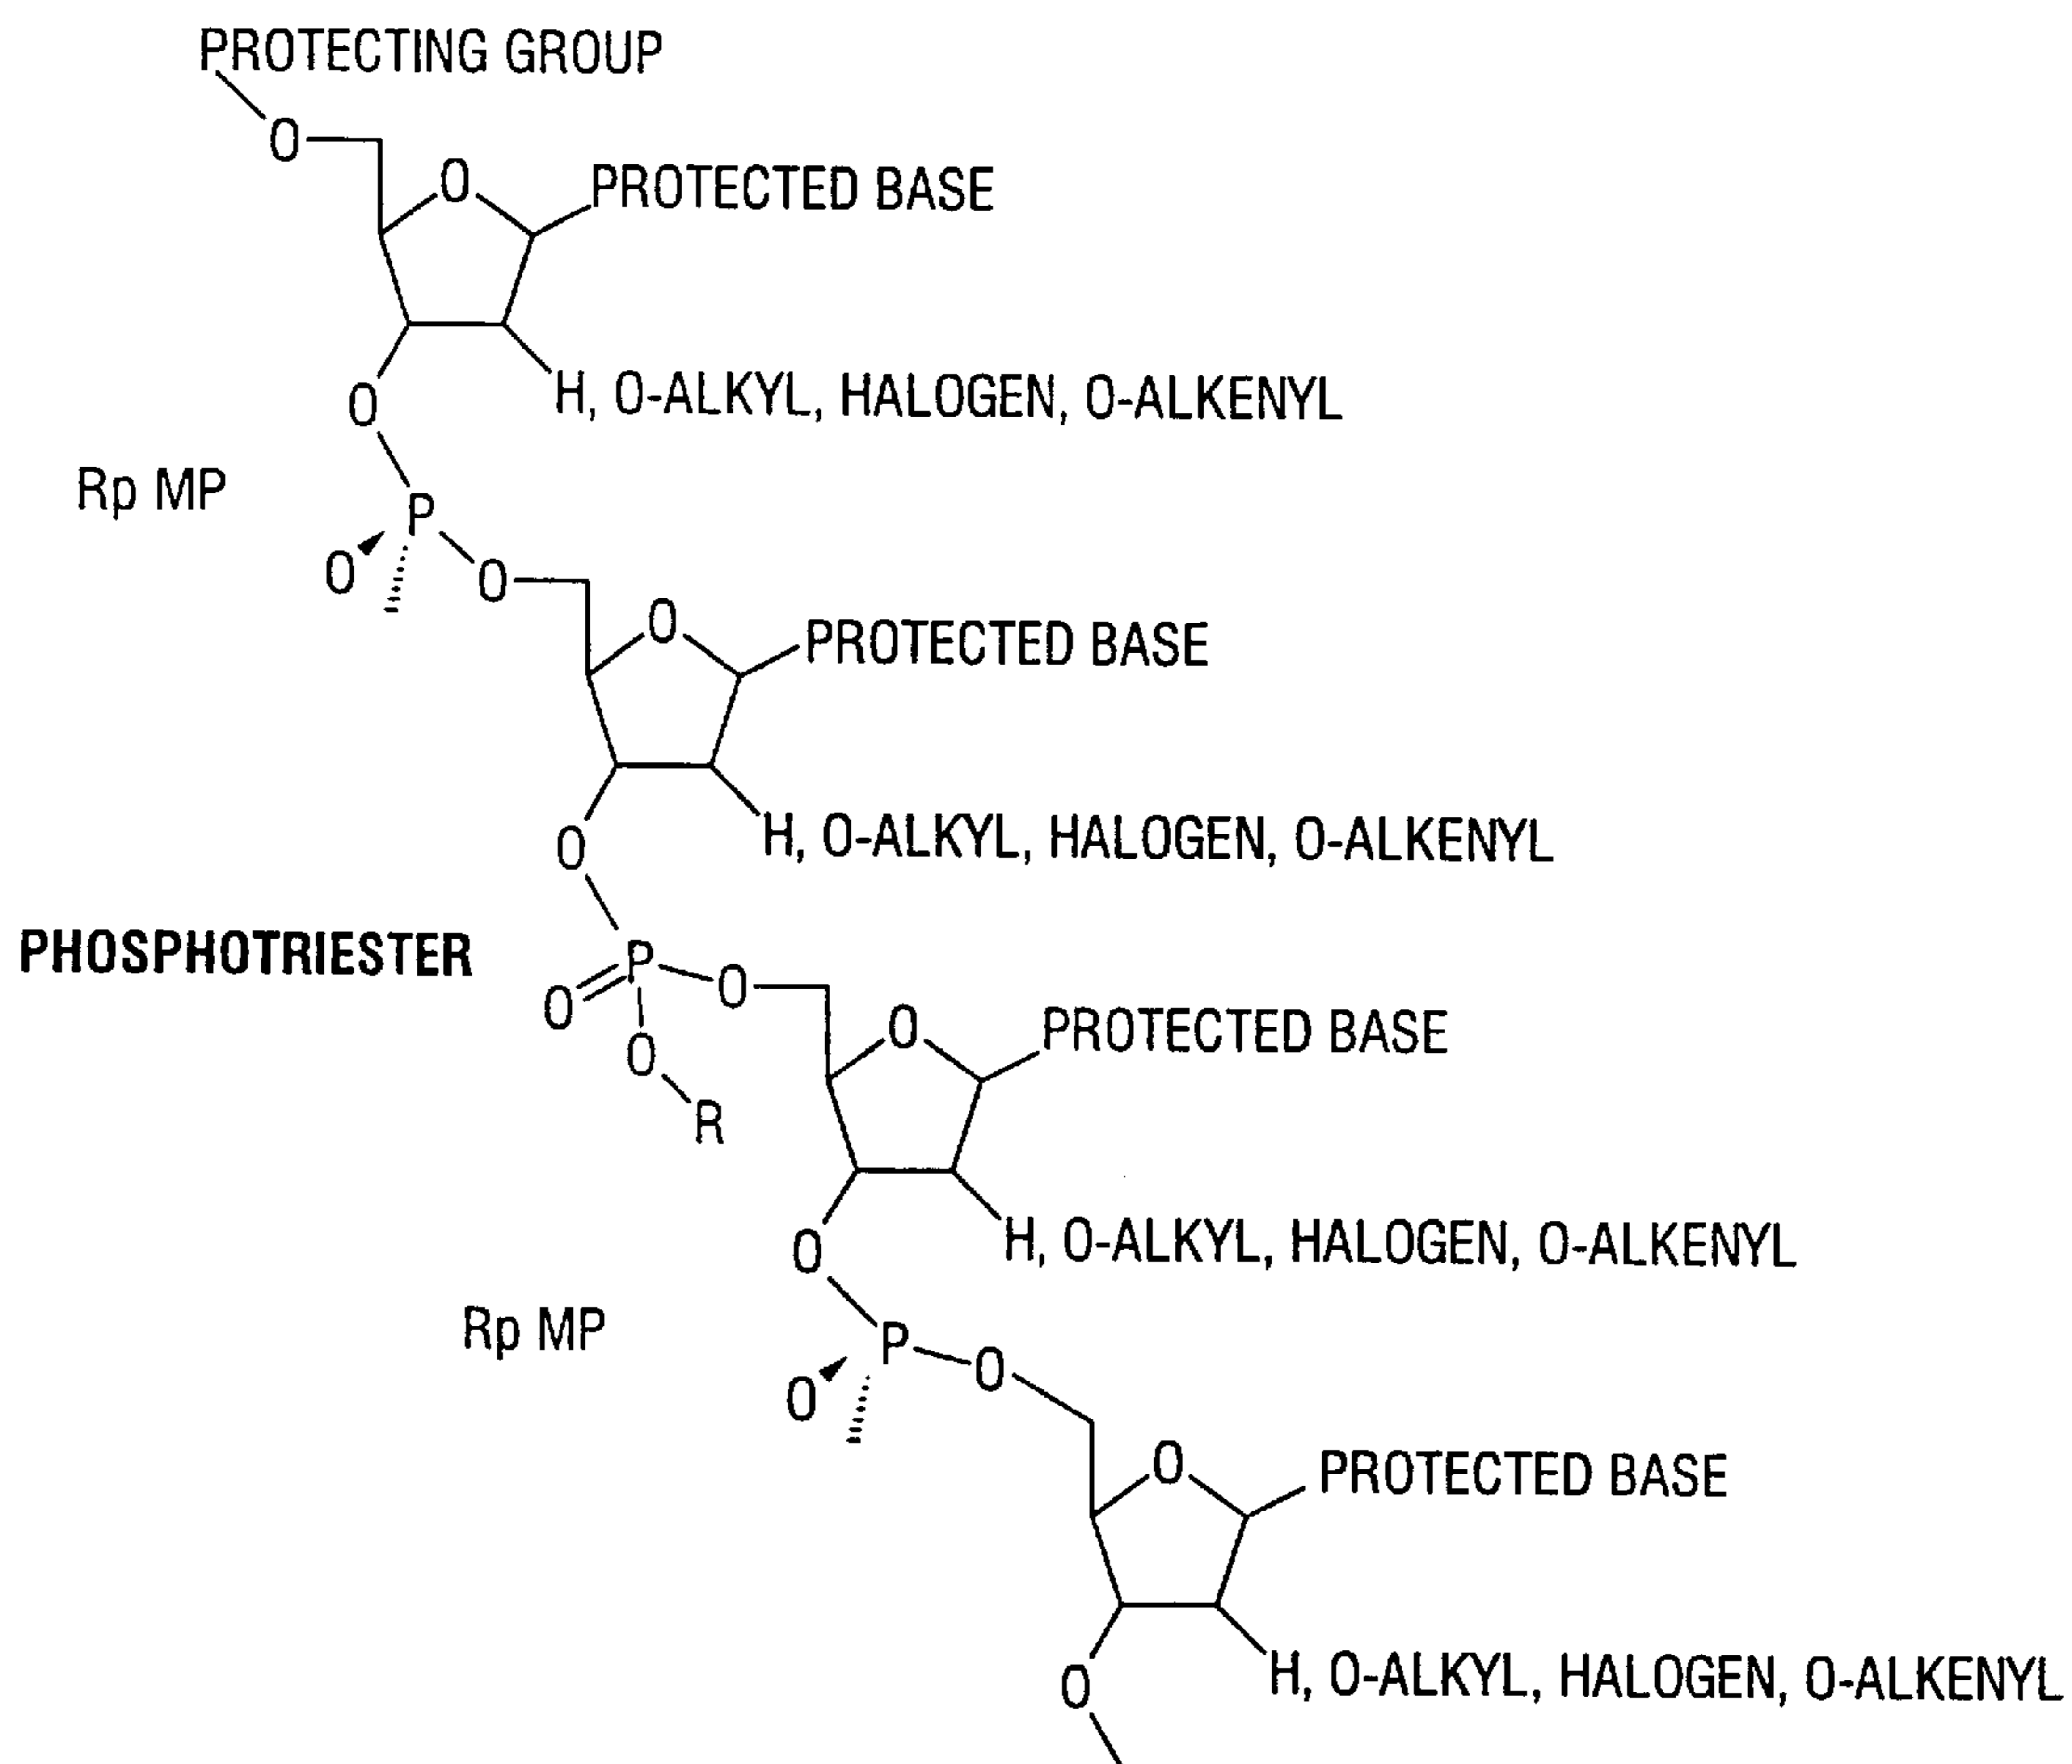 PROTECTING GROUP
O
O
PROTECTED BASE
H, O-ALKYL, HALOGEN, O-ALKENYL
O
Rp MP
P
O
O
O
PROTECTED BASE
H, O-ALKYL, HALOGEN, O-ALKENYL
O
PHOSPHOTRIESTER
P
O
O
O
R
O
PROTECTED BASE
H, O-ALKYL, HALOGEN, O-ALKENYL
O
Rp MP
P
O
O
O
PROTECTED BASE
H, O-ALKYL, HALOGEN, O-ALKENYL
O